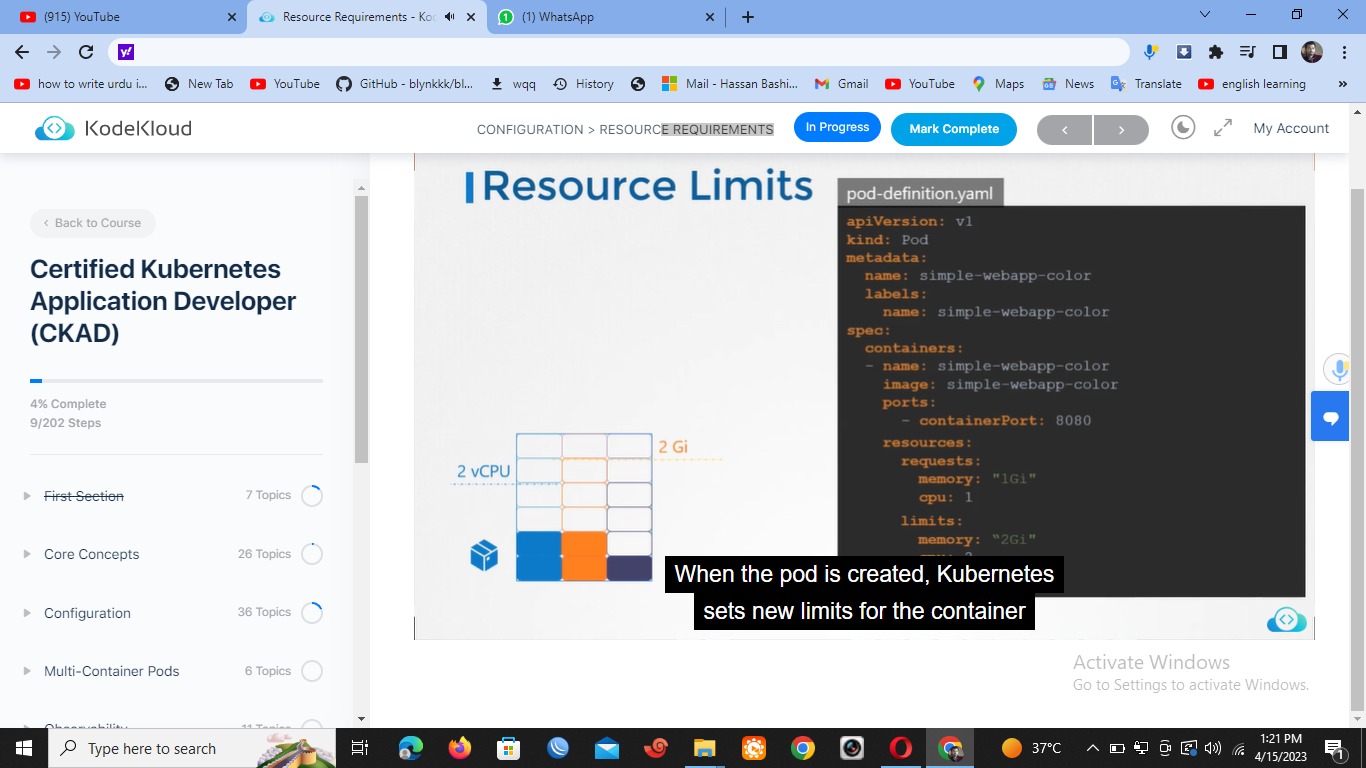 (915) YouTube
Resource Requirements - Ko
(1) WhatsApp
how to write urdu i...
New Tab
YouTube
GitHub - blynkkk/bl...
wqq
History
Mail - Hassan Bashi...
Gmail
YouTube
Maps
News
Translate
english learning
»
KodeKloud
CONFIGURATION > RESOURCE REQUIREMENTS
In Progress
Mark Complete
My Account
Back to Course
Certified Kubernetes
Application Developer
(CKAD)
4% Complete
9/202 Steps
First Section
7 Topics
Core Concepts
26 Topics
Configuration
36 Topics
Multi-Container Pods
6 Topics
Observability
11 Topics
Resource Limits
2 vCPU
2 Gi
pod-definition.yaml
apiVersion: v1
kind: Pod
metadata:
name: simple-webapp-color
labels:
name: simple-webapp-color
spec:
containers:
- name: simple-webapp-color
image: simple-webapp-color
ports:
- containerPort: 8080
resources:
requests:
memory: "1Gi"
cpu: 1
limits:
memory: "2Gi"
When the pod is created, Kubernetes
sets new limits for the container
Activate Windows
Go to Settings to activate Windows.
Type here to search
37°C
1:21 PM
4/15/2023
1